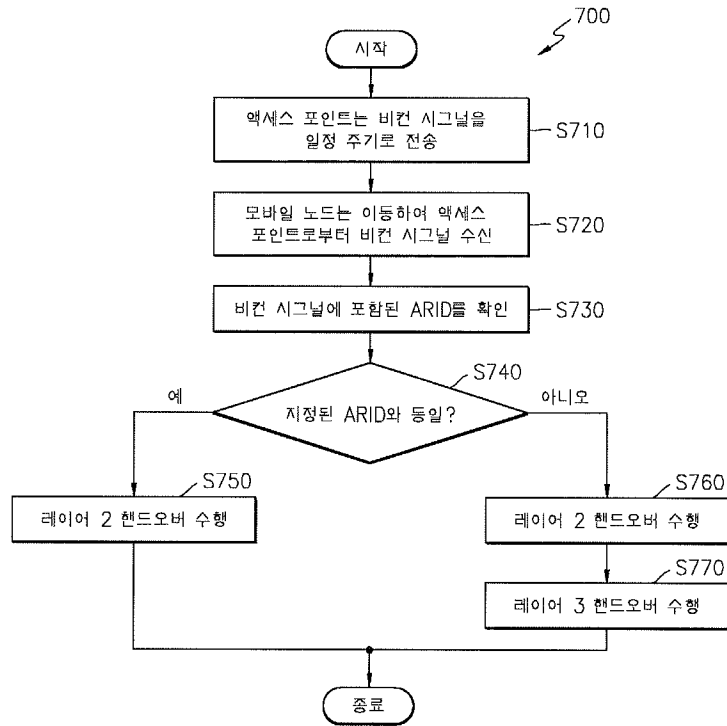 700
시작
액세스 포인트는 비컨 시그널을
일정 주기로 전송
S710
모바일 노드는 이동하여 액세스
포인트로부터 비컨 시그널 수신
S720
비컨 시그널에 포함된 ARID를 확인
S730
S740
예
지정된 ARID와 동일?
아니오
S750
레이어 2 핸드오버 수행
S760
레이어 2 핸드오버 수행
S770
레이어 3 핸드오버 수행
종료